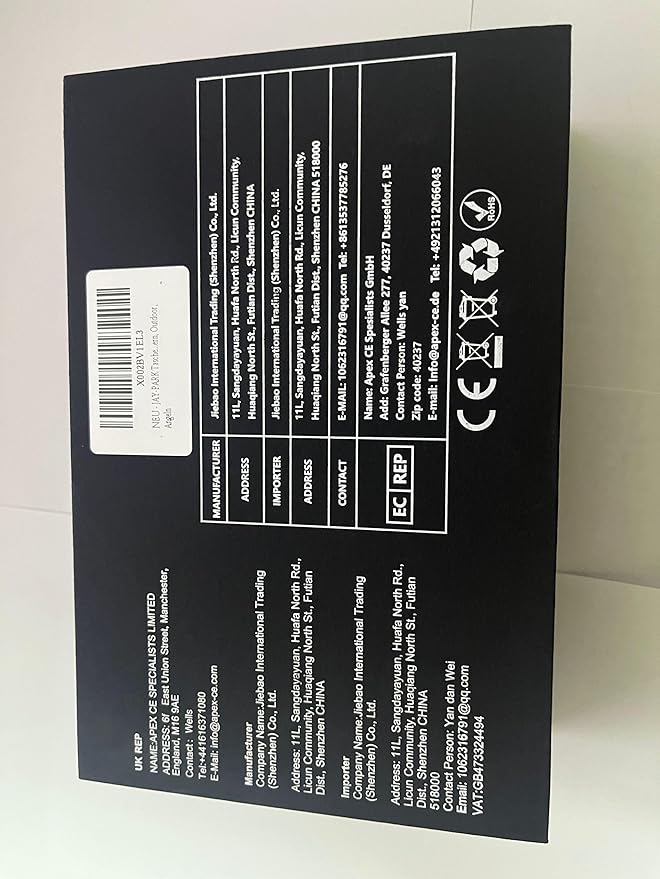 X002BV1EL3
Angeln
UK REP
NAME:APEX CE SPECIALISTS LIMITED
ADDRESS: 6/ East Union Street, Manchester,
England, M16 9AE
Contact: Wells
Tel:+441616371080
E-Mail: info@apex-ce.com
Manufacturer
Company Name:Jiebao International Trading
(Shenzhen) Co., Ltd.
Address: 11L, Sangdayayuan, Huafa North Rd.,
Licun Community, Huaqiang North St., Futian
Dist., Shenzhen CHINA
Importer
Company Name:Jiebao International Trading
(Shenzhen) Co., Ltd.
Address: 11L, Sangdayayuan, Huafa North Rd.,
Licun Community, Huaqiang North St., Futian
Dist., Shenzhen CHINA
518000
Contact Person: Yan dan Wei
Email: 1062316791@qq.com
VAT:GB473324494
MANUFACTURER Jiebao International Trading (Shenzhen) Co., Ltd.
ADDRESS 11L, Sangdayayuan, Huafa North Rd., Licun Community,
Huaqiang North St., Futian Dist., Shenzhen CHINA
IMPORTER Jiebao International Trading (Shenzhen) Co., Ltd.
ADDRESS 11L, Sangdayayuan, Huafa North Rd., Licun Community,
Huaqiang North St., Futian Dist., Shenzhen CHINA 518000
CONTACT E-MAIL: 1062316791@qq.com Tel: +8613537785276
EC REP
Name: Apex CE Spesialists GmbH
Add: Grafenberger Allee 277, 40237 Dusseldorf, DE
Contact Person: Wells yan
Zip code: 40237
E-mail: Info@apex-ce.de Tel: +4921312066043
CE
RoHS